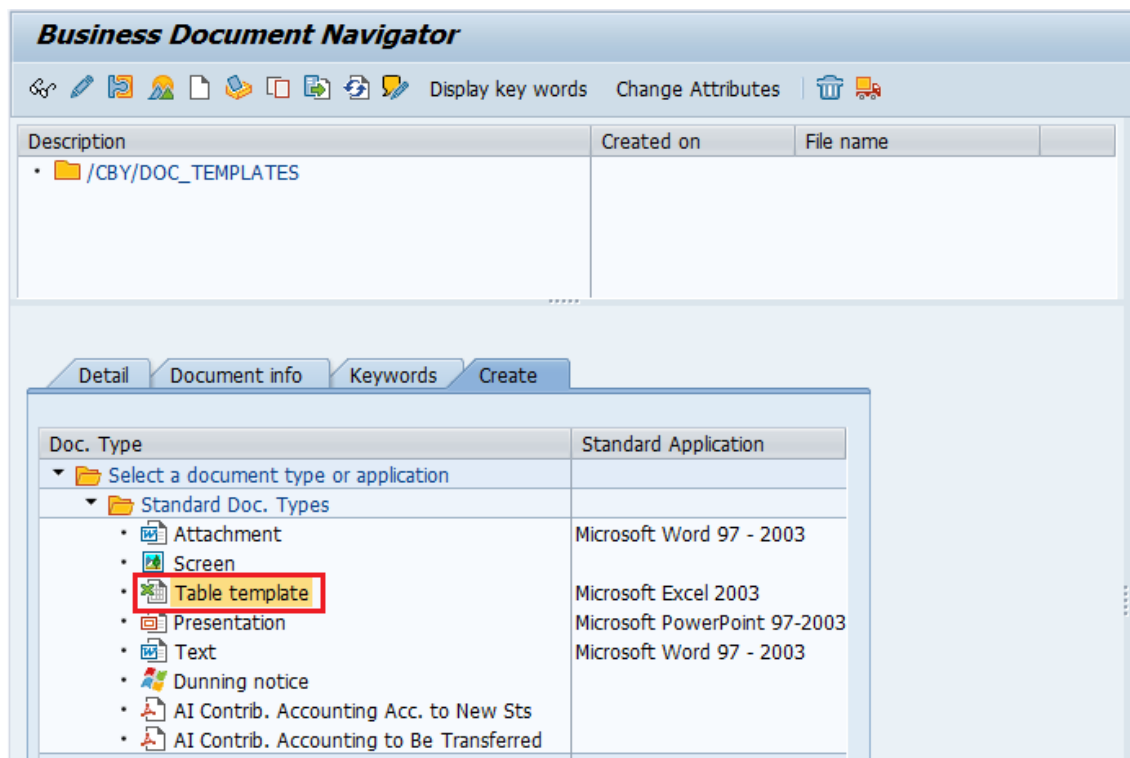 Business Document Navigator
Display key words Change Attributes
Description Created on File name
/CBY/DOC_TEMPLATES
Detail Document info Keywords Create
Doc. Type Standard Application
Select a document type or application
Standard Doc. Types
Attachment Microsoft Word 97 - 2003
Screen
Table template Microsoft Excel 2003
Presentation Microsoft PowerPoint 97-2003
Text Microsoft Word 97 - 2003
Dunning notice
AI Contrib. Accounting Acc. to New Sts
AI Contrib. Accounting to Be Transferred